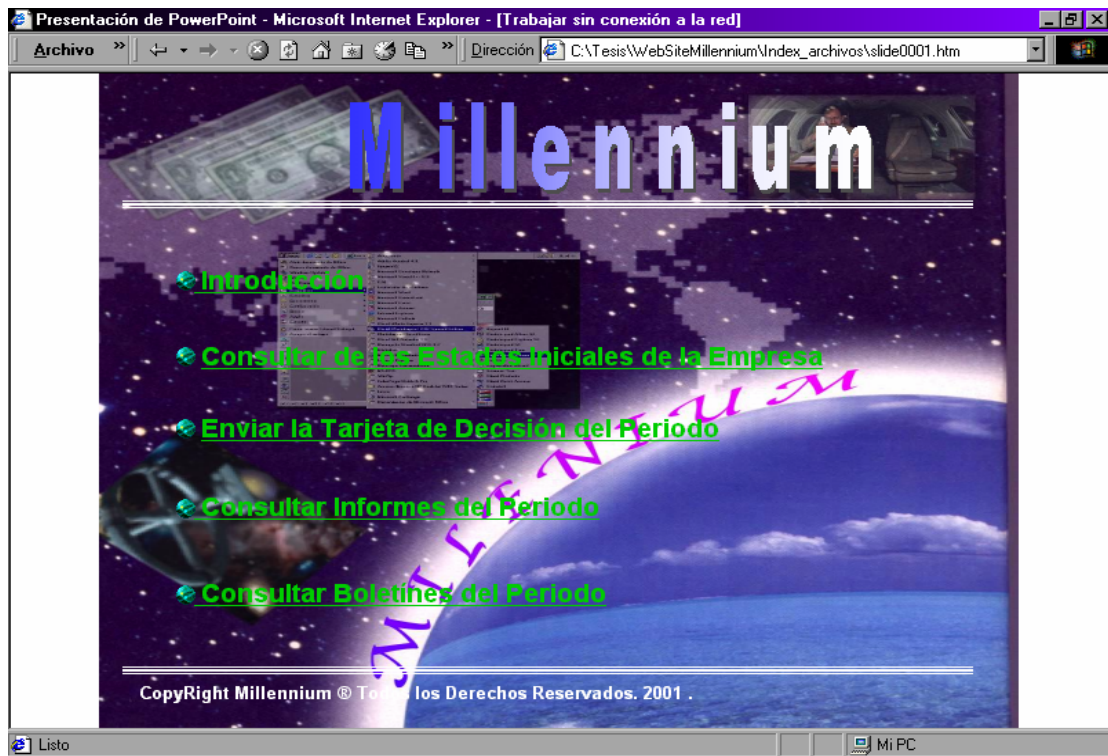 Presentación de PowerPoint - Microsoft Internet Explorer - [Trabajar sin conexión a la red]
Archivo » » Dirección C:\Tesis\WebSiteMillennium\Index_archivos\slide0001.htm
Millennium
Introducción
Consultar de los Estados Iniciales de la Empresa
Enviar la Tarjeta de Decisión del Periodo
Consultar Informes del Periodo
Consultar Boletínes del Periodo
MILENIUM
CopyRight Millennium ® Todos los Derechos Reservados. 2001 .
Listo Mi PC